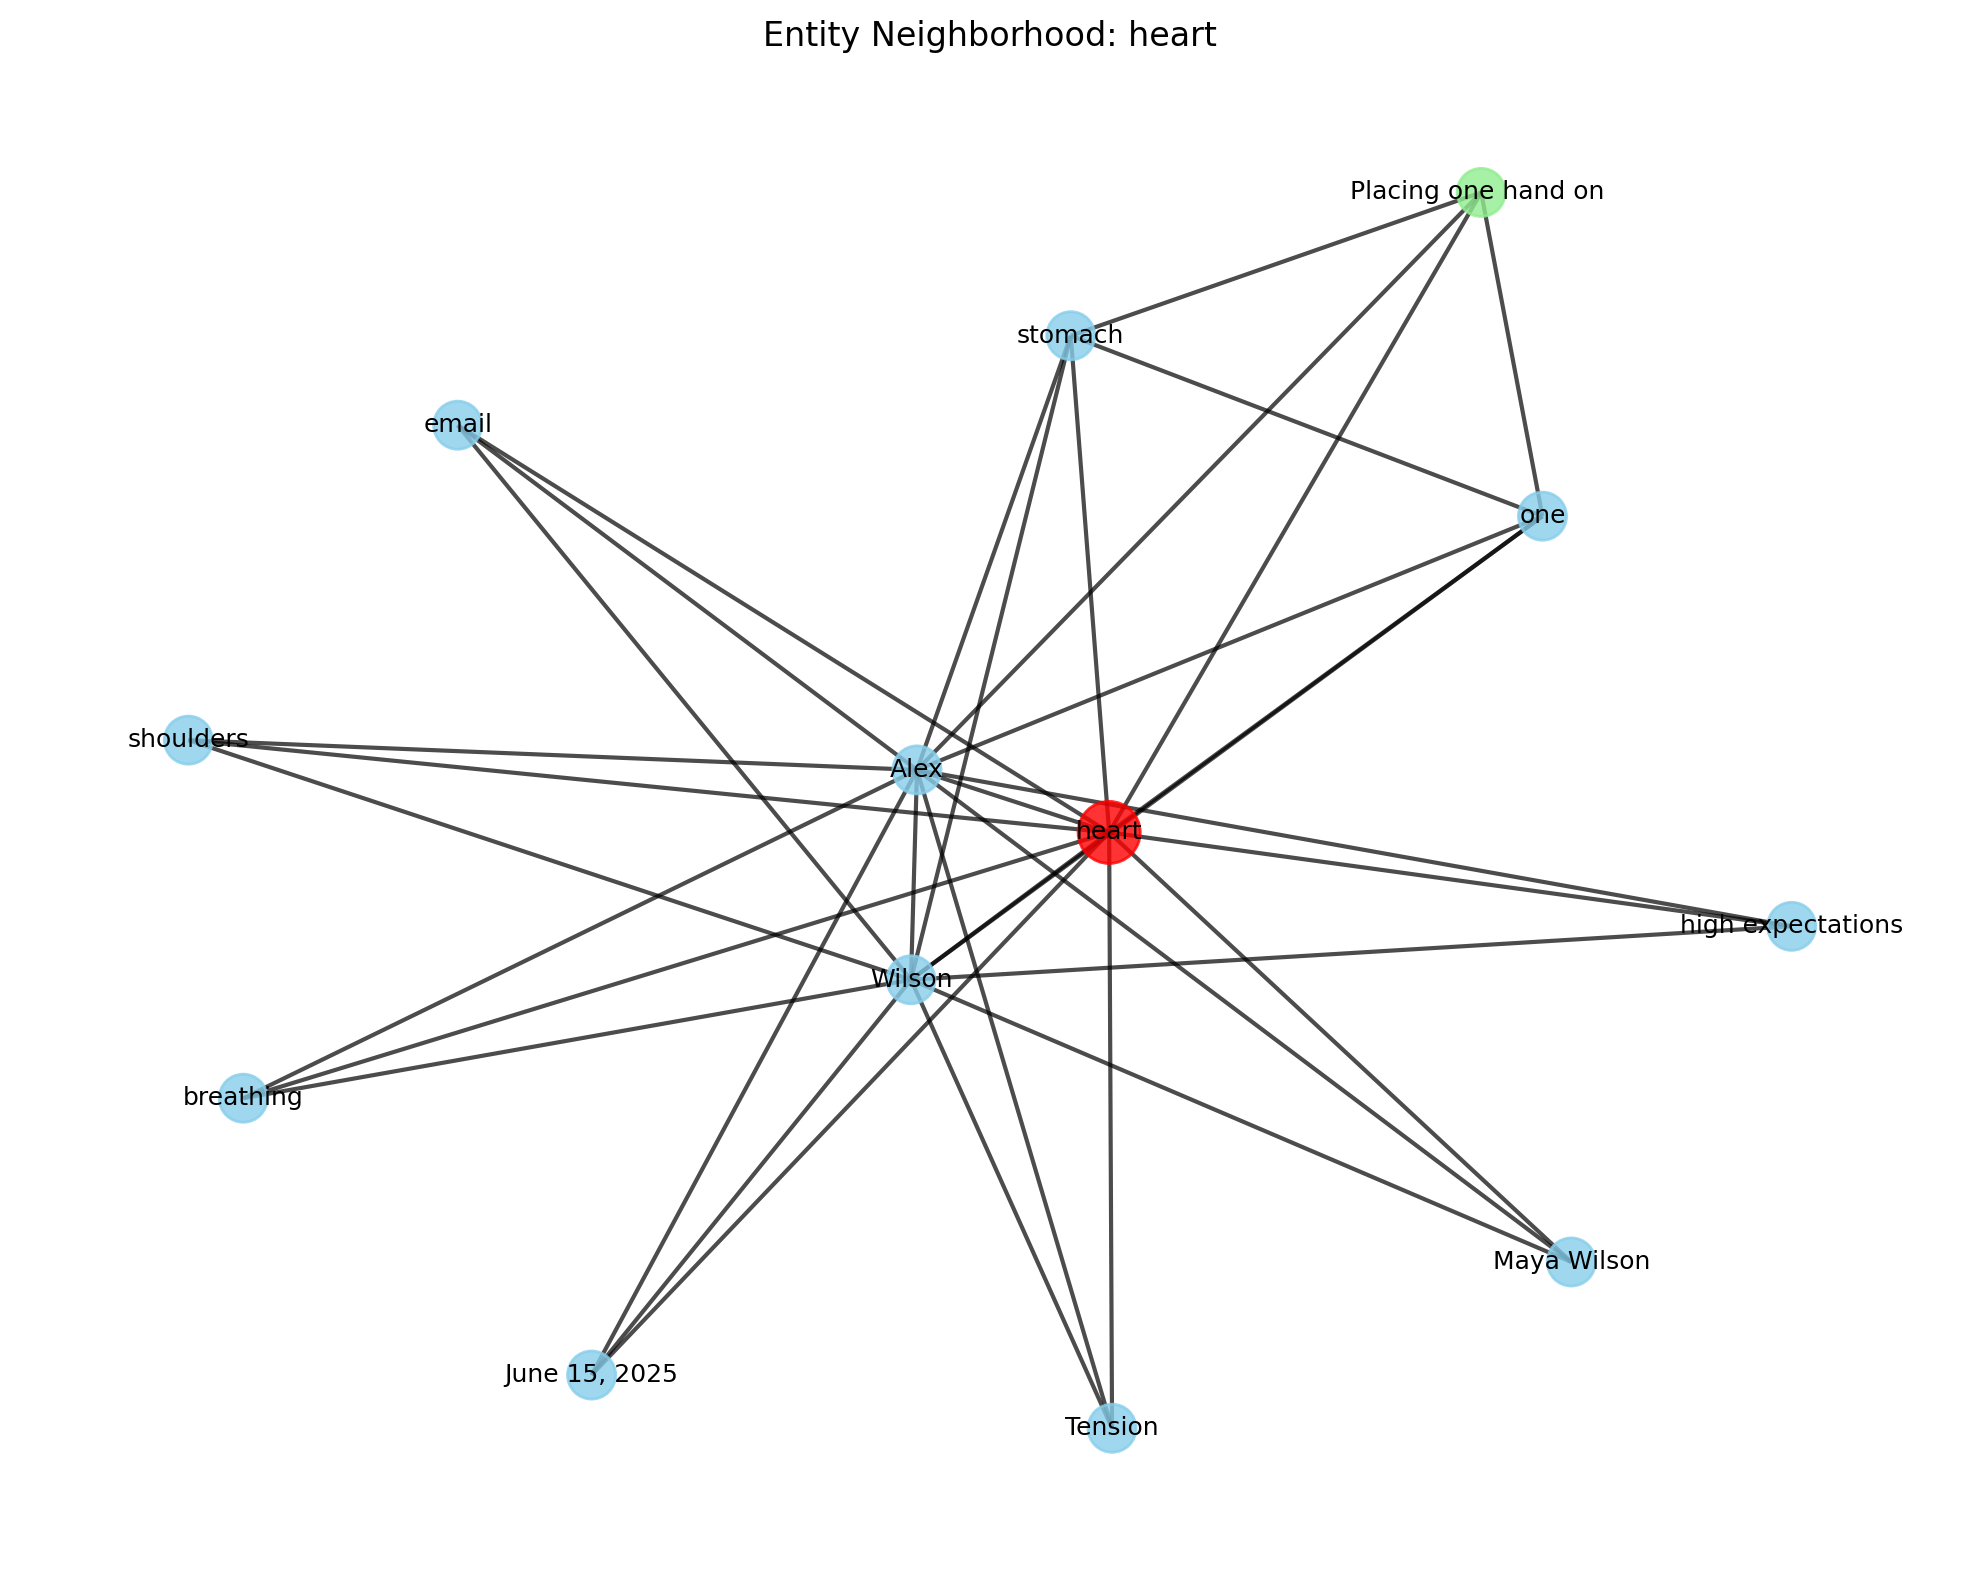 Entity Neighborhood: heart
Placing one hand on
stomach
email
one
shoulders
Alex
heart
high expectations
Wilson
breathing
Maya Wilson
June 15, 2025
Tension